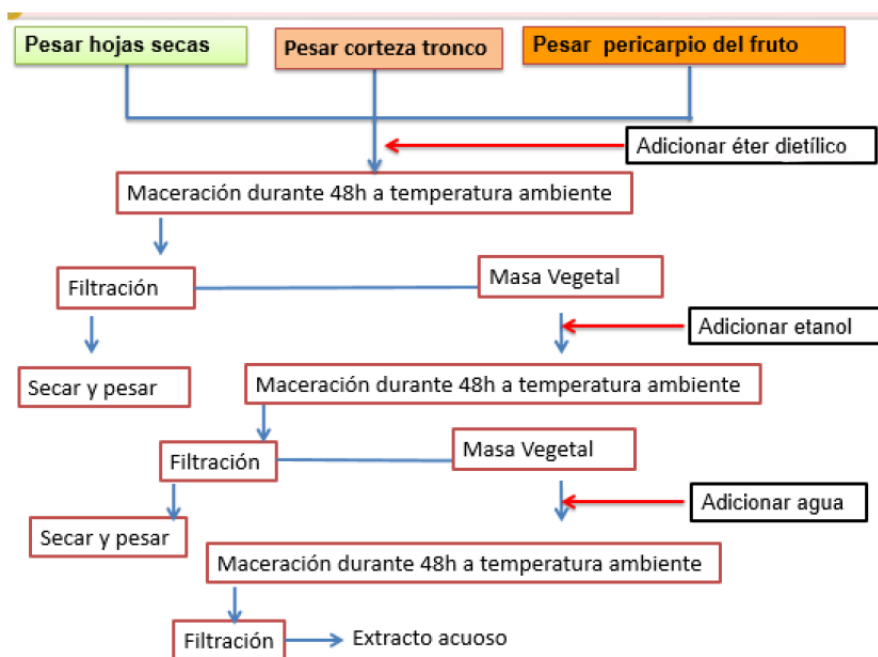 Pesar hojas secas
Pesar corteza tronco
Pesar pericarpio del fruto
Adicionar éter dietílico
Maceración durante 48h a temperatura ambiente
Filtración
Masa Vegetal
Adicionar etanol
Secar y pesar
Maceración durante 48h a temperatura ambiente
Filtración
Masa Vegetal
Adicionar agua
Secar y pesar
Maceración durante 48h a temperatura ambiente
Filtración
Extracto acuoso